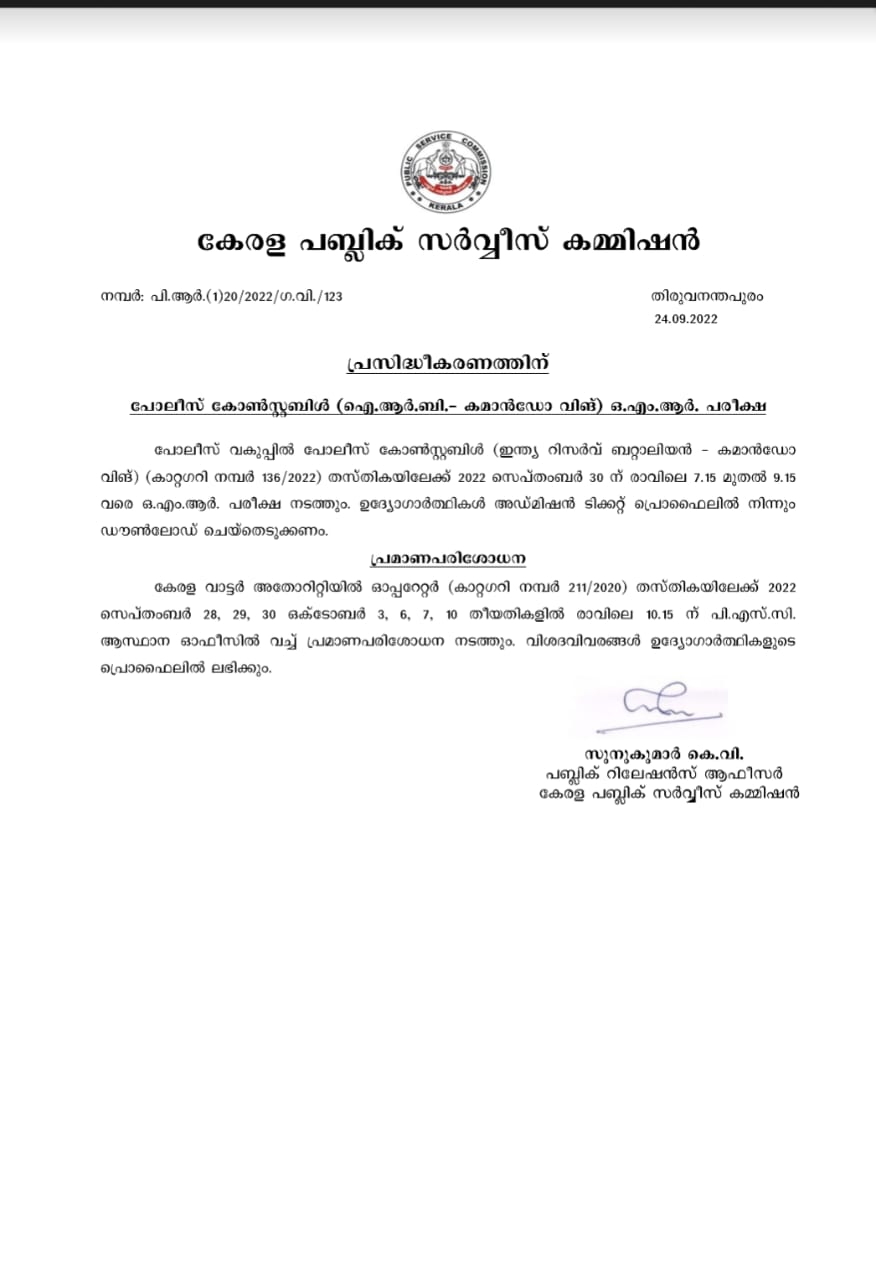 PUBLIC SERVICE COMMISSION
KERALA
കേരള പബ്ലിക് സർവ്വീസ് കമ്മിഷൻ
നമ്പർ: പി.ആർ.(1)20/2022/ഗ.വി./123 തിരുവനന്തപുരം
24.09.2022
പ്രസിദ്ധീകരണത്തിന്
പോലീസ് കോൺസ്റ്റബിൾ (ഐ.ആർ.ബി.- കമാൻഡോ വിങ്) ഒ.എം.ആർ. പരീക്ഷ
പോലീസ് വകുപ്പിൽ പോലീസ് കോൺസ്റ്റബിൾ (ഇന്ത്യ റിസർവ് ബറ്റാലിയൻ - കമാൻഡോ
വിങ്) (കാറ്റഗറി നമ്പർ 136/2022) തസ്തികയിലേക്ക് 2022 സെപ്തംബർ 30 ന് രാവിലെ 7.15 മുതൽ 9.15
വരെ ഒ.എം.ആർ. പരീക്ഷ നടത്തും. ഉദ്യോഗാർത്ഥികൾ അഡ്മിഷൻ ടിക്കറ്റ് പ്രൊഫൈലിൽ നിന്നും
ഡൗൺലോഡ് ചെയ്തെടുക്കണം.
പ്രമാണപരിശോധന
കേരള വാട്ടർ അതോറിറ്റിയിൽ ഓപ്പറേറ്റർ (കാറ്റഗറി നമ്പർ 211/2020) തസ്തികയിലേക്ക് 2022
സെപ്തംബർ 28, 29, 30 ഒക്ടോബർ 3, 6, 7, 10 തീയതികളിൽ രാവിലെ 10.15 ന് പി.എസ്.സി.
ആസ്ഥാന ഓഫീസിൽ വച്ച് പ്രമാണപരിശോധന നടത്തും. വിശദവിവരങ്ങൾ ഉദ്യോഗാർത്ഥികളുടെ
പ്രൊഫൈലിൽ ലഭിക്കും.
സുനുകുമാർ കെ.വി.
പബ്ലിക് റിലേഷൻസ് ആഫീസർ
കേരള പബ്ലിക് സർവ്വീസ് കമ്മിഷൻ